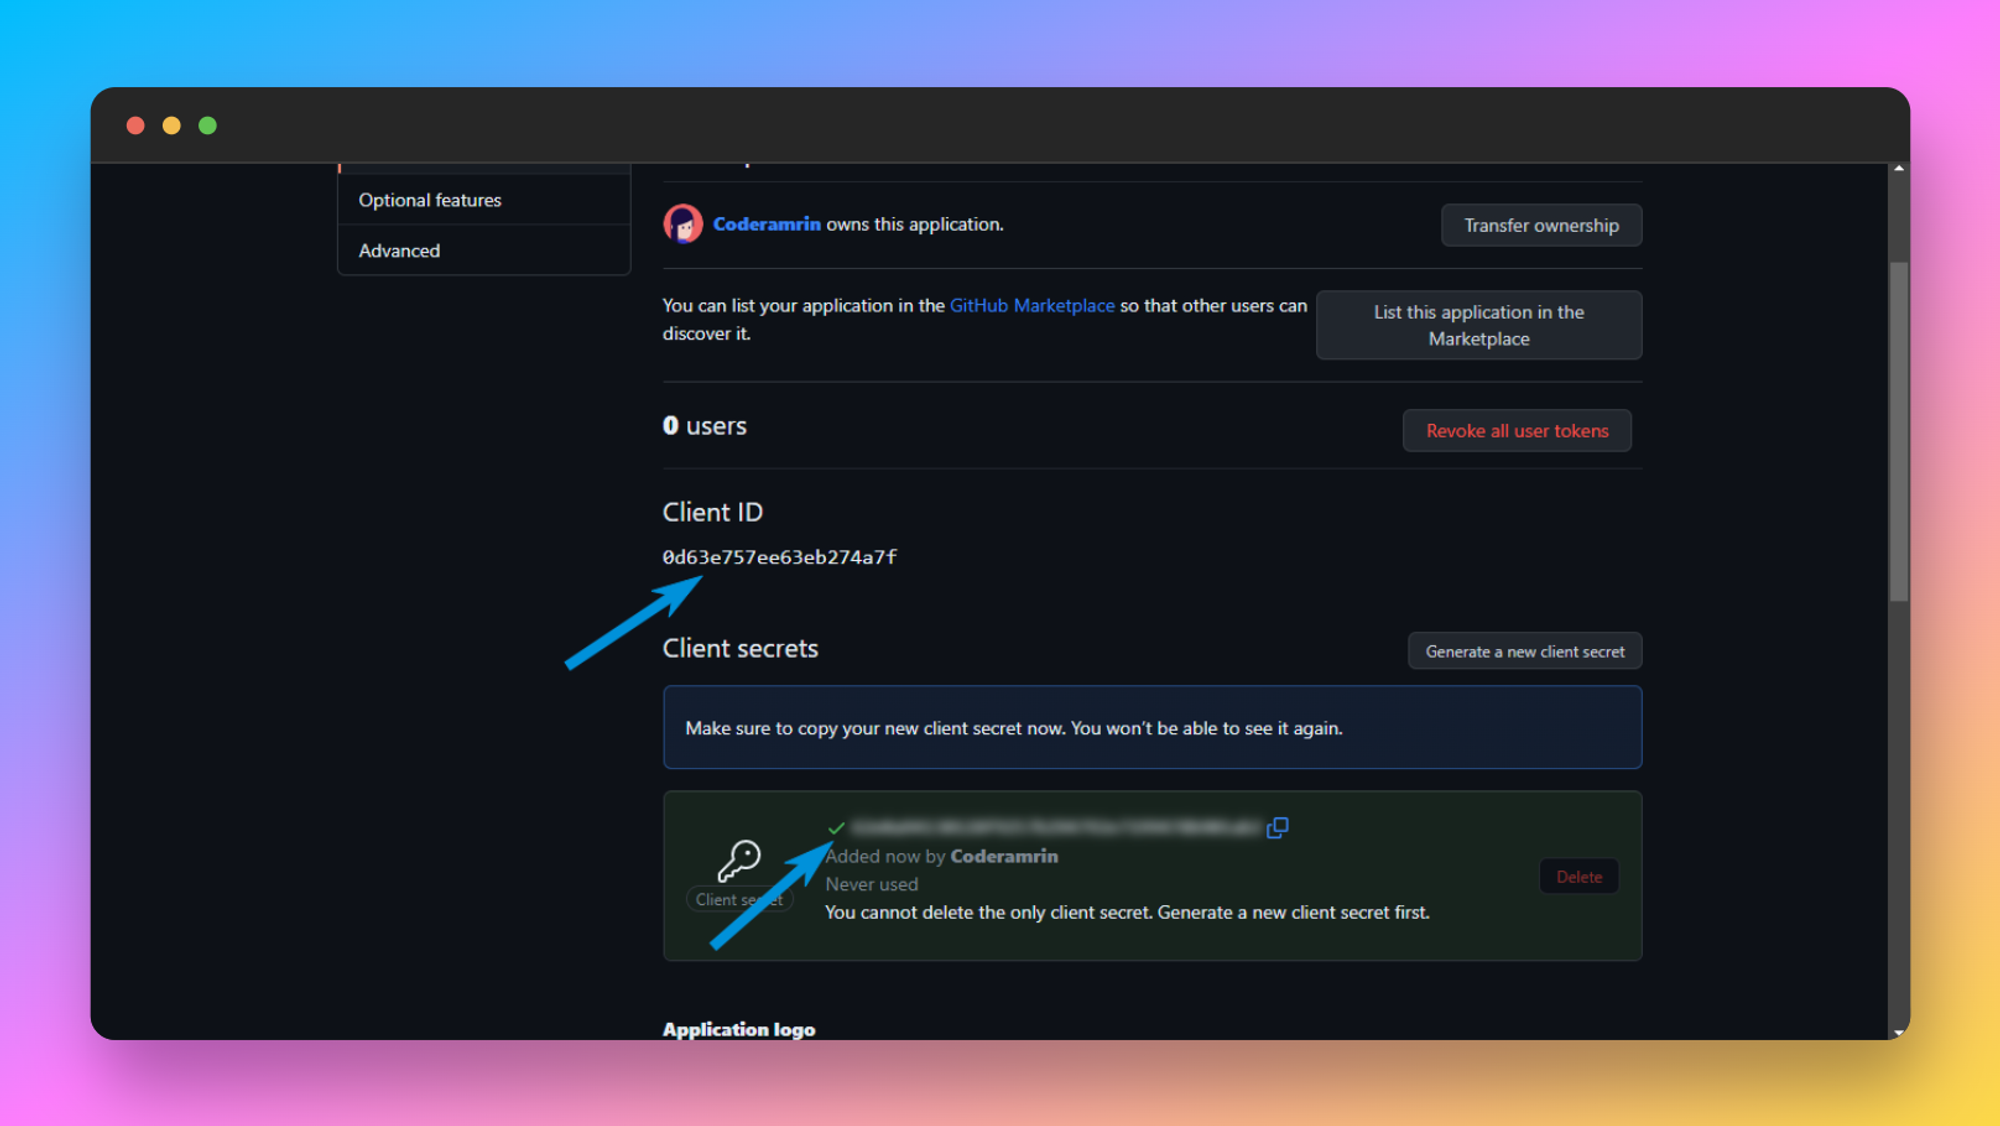 Optional features
Advanced
Coderamrin owns this application.
Transfer ownership
You can list your application in the GitHub Marketplace so that other users can
discover it.
List this application in the
Marketplace
0 users
Revoke all user tokens
Client ID
0d63e757ee63eb274a7f
Client secrets
Generate a new client secret
Make sure to copy your new client secret now. You won't be able to see it again.
Added now by Coderamrin
Never used
Client secret
You cannot delete the only client secret. Generate a new client secret first.
Delete
Application logo